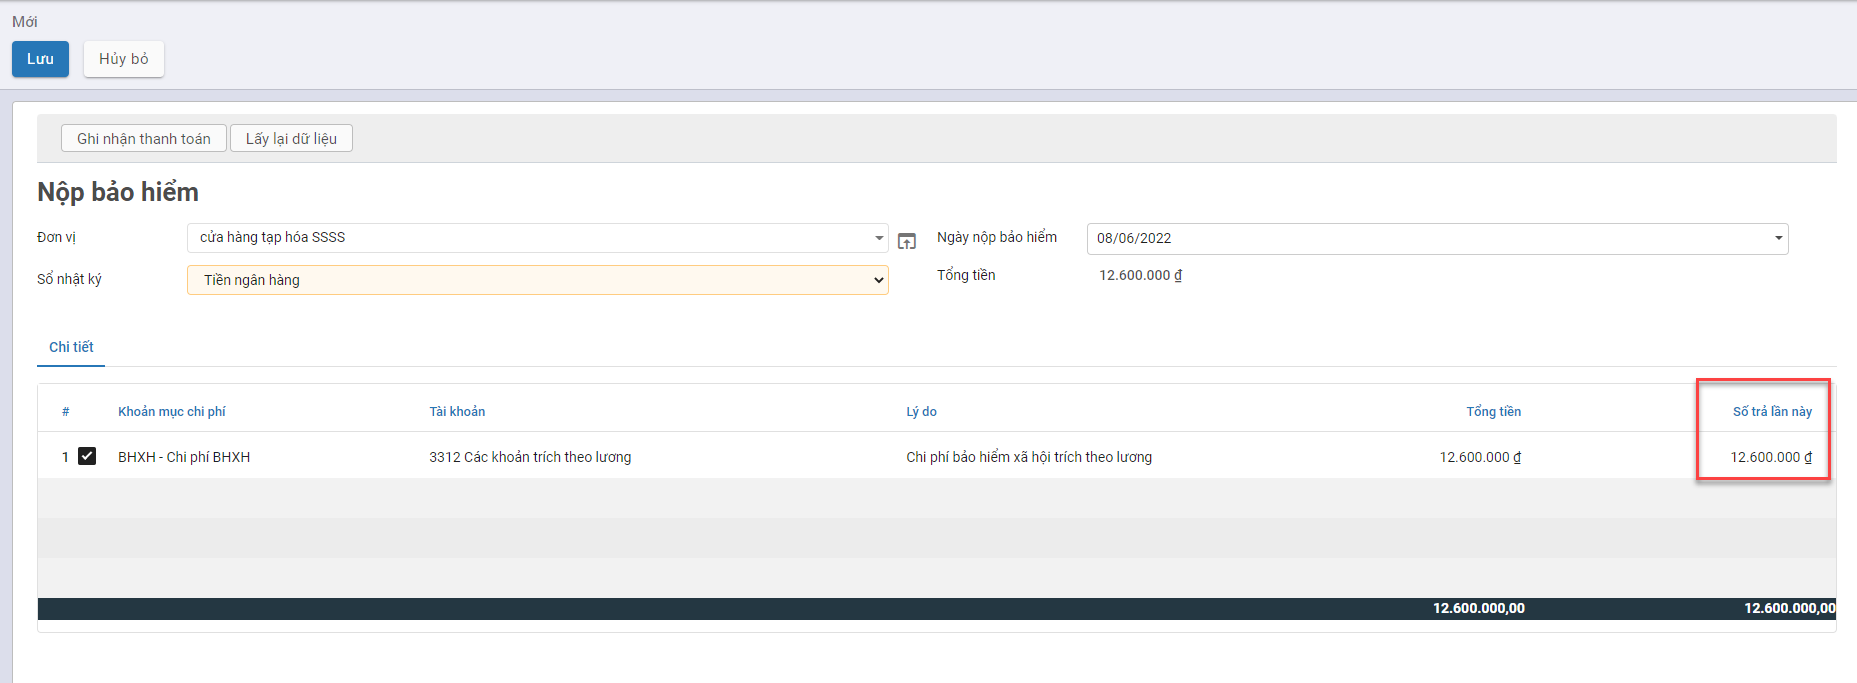 Mới
Lưu Hủy bỏ
Ghi nhận thanh toán Lấy lại dữ liệu
Nộp bảo hiểm
Đơn vị cửa hàng tạp hóa SSSS Ngày nộp bảo hiểm 08/06/2022
Sổ nhật ký Tiền ngân hàng Tổng tiền 12.600.000 ₫
Chi tiết
# Khoản mục chi phí Tài khoản Lý do Tổng tiền Số trả lần này
1 BHXH - Chi phí BHXH 3312 Các khoản trích theo lương Chi phí bảo hiểm xã hội trích theo lương 12.600.000 ₫ 12.600.000 ₫
12.600.000,00 12.600.000,00